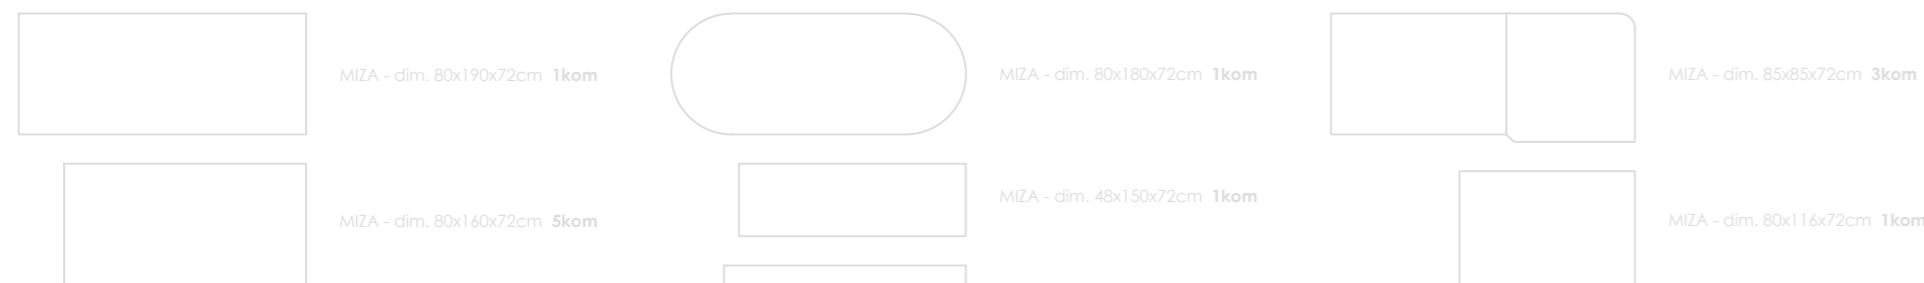 MIZA - dim. 80x190x72cm 1kom
MIZA - dim. 80x180x72cm 1kom
MIZA - dim. 85x85x72cm 3kom
MIZA - dim. 80x160x72cm 5kom
MIZA - dim. 48x150x72cm 1kom
MIZA - dim. 80x116x72cm 1kom